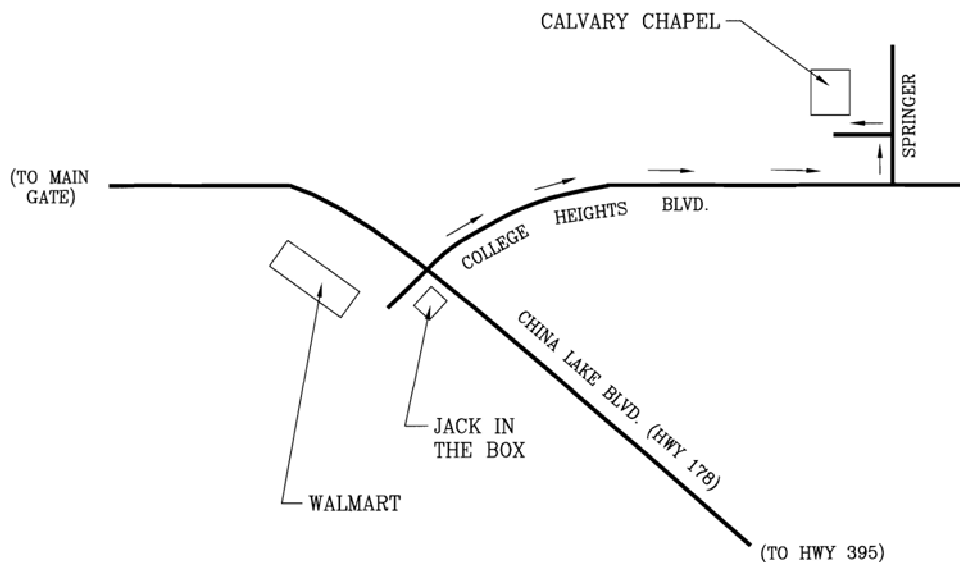 CALVARY CHAPEL
SPRINGER
(TO MAIN
GATE)
COLLEGE HEIGHTS BLVD.
CHINA LAKE BLVD. (HWY 178)
JACK IN
THE BOX
WALMART
(TO HWY 395)